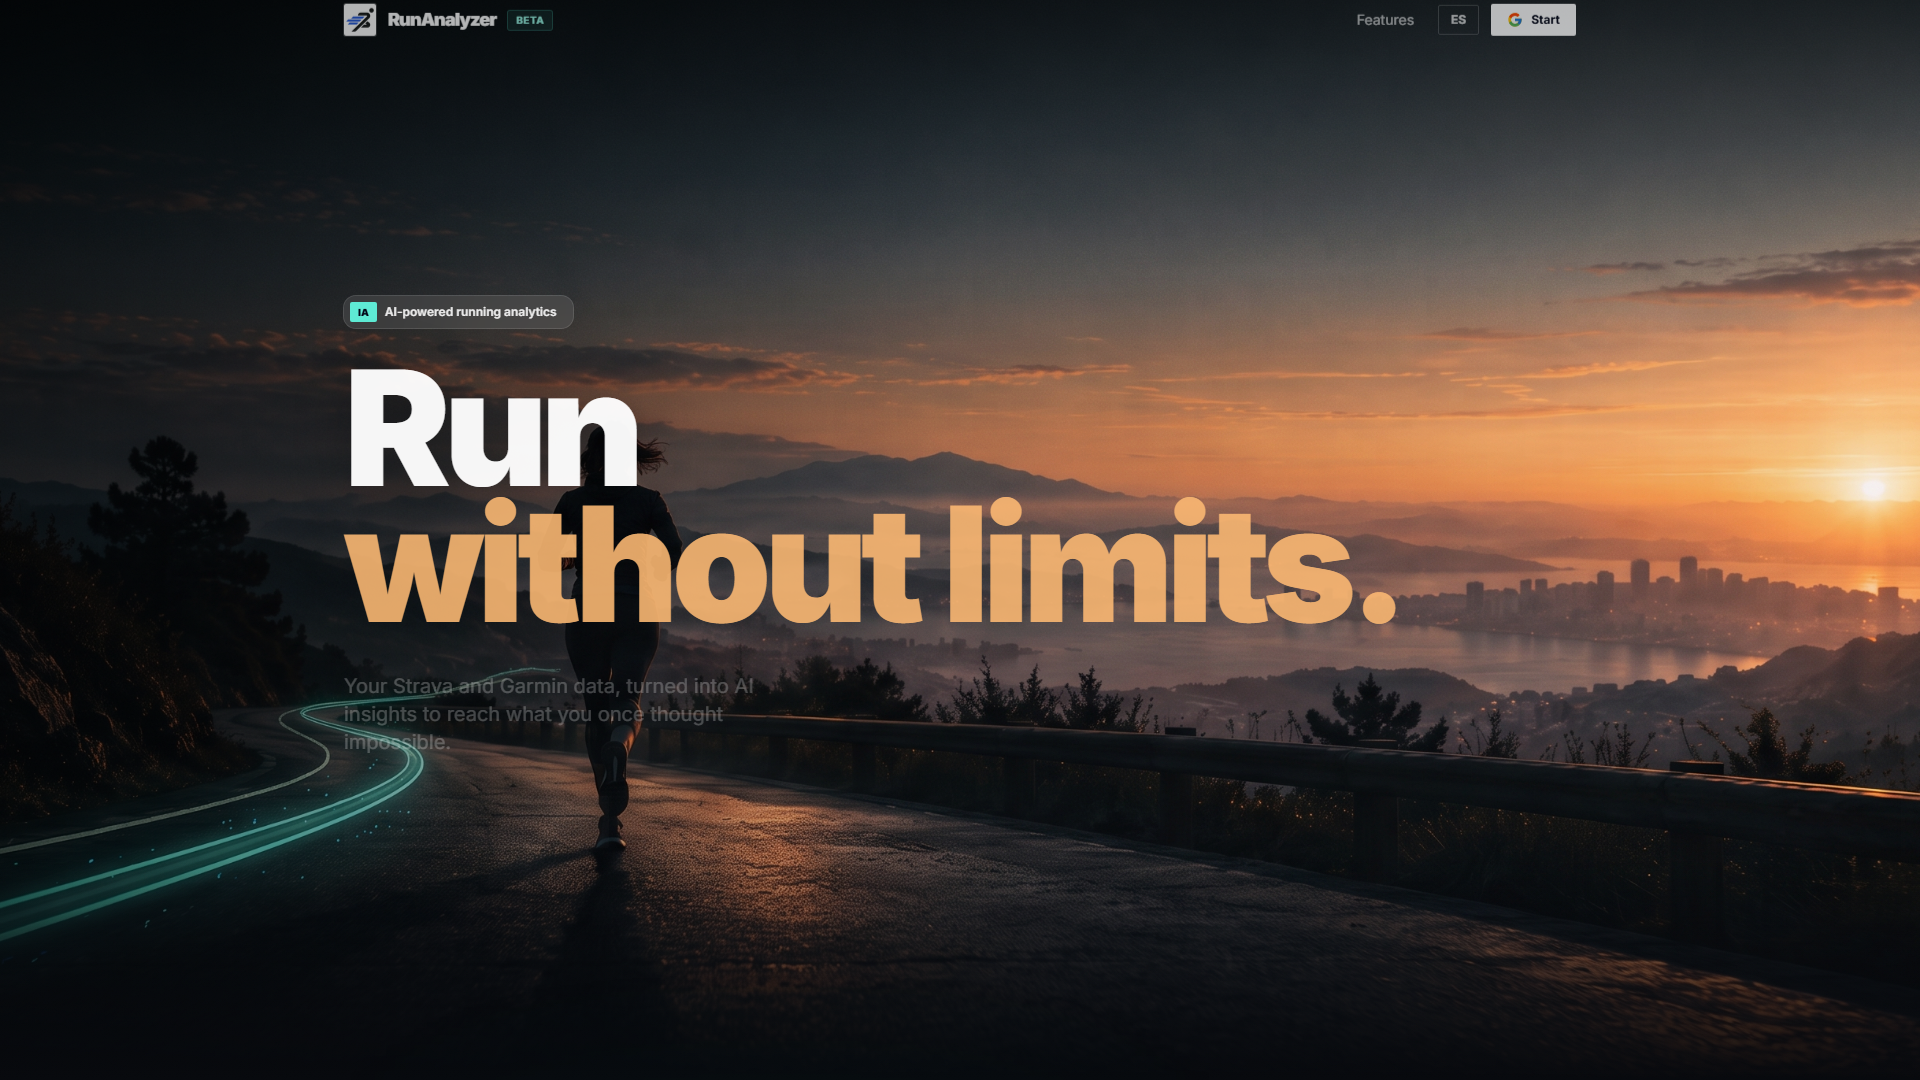 RunAnalyzer BETA
Features ES Start
IA AI-powered running analytics
Run
without limits.
Your Strava and Garmin data, turned into AI
insights to reach what you once thought
impossible.